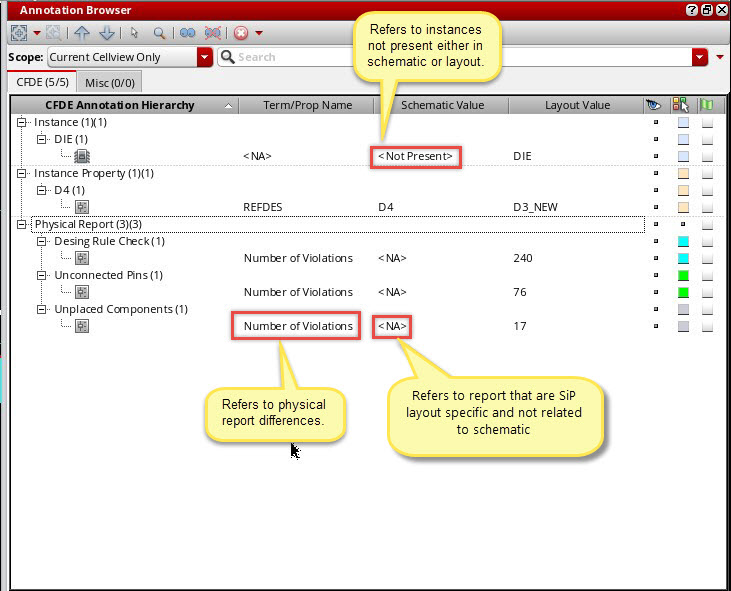 Annotation Browser
Refers to instances
not present either in
schematic or layout.
Scope: Current Cellview Only Search
CFDE (5/5) Misc (0/0)
CFDE Annotation Hierarchy Term/Prop Name Schematic Value Layout Value
Instance (1)(1)
DIE (1)
<NA> <Not Present> DIE
Instance Property (1)(1)
D4 (1)
REFDES D4 D3_NEW
Physical Report (3)(3)
Desing Rule Check (1)
Number of Violations <NA> 240
Unconnected Pins (1)
Number of Violations <NA> 76
Unplaced Components (1)
Number of Violations <NA> 17
Refers to physical
report differences.
Refers to report that are SiP
layout specific and not related
to schematic